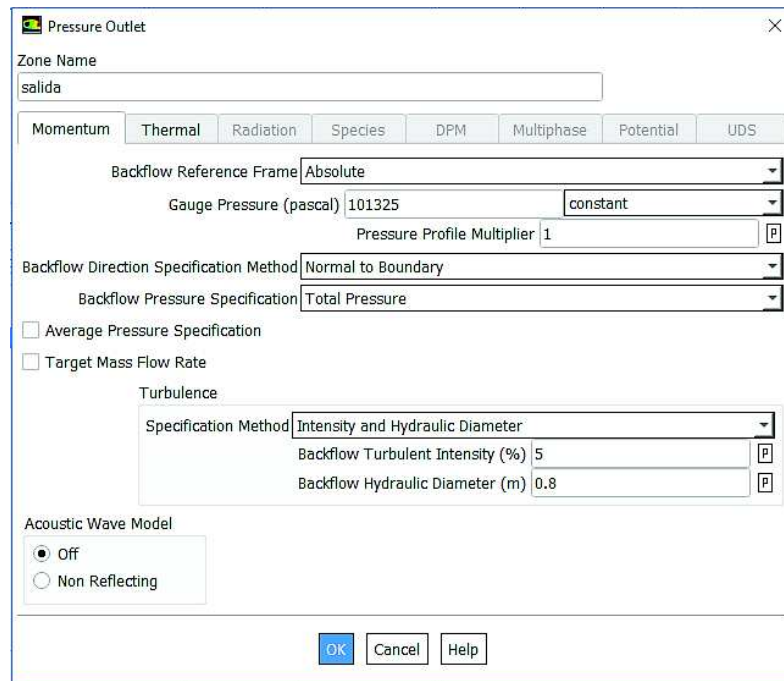 Pressure Outlet
Zone Name
salida
Momentum Thermal Radiation Species DPM Multiphase Potential UDS
Backflow Reference Frame Absolute
Gauge Pressure (pascal) 101325 constant
Pressure Profile Multiplier 1 P
Backflow Direction Specification Method Normal to Boundary
Backflow Pressure Specification Total Pressure
Average Pressure Specification
Target Mass Flow Rate
Turbulence
Specification Method Intensity and Hydraulic Diameter
Backflow Turbulent Intensity (%) 5 P
Backflow Hydraulic Diameter (m) 0.8 P
Acoustic Wave Model
Off
Non Reflecting
OK Cancel Help